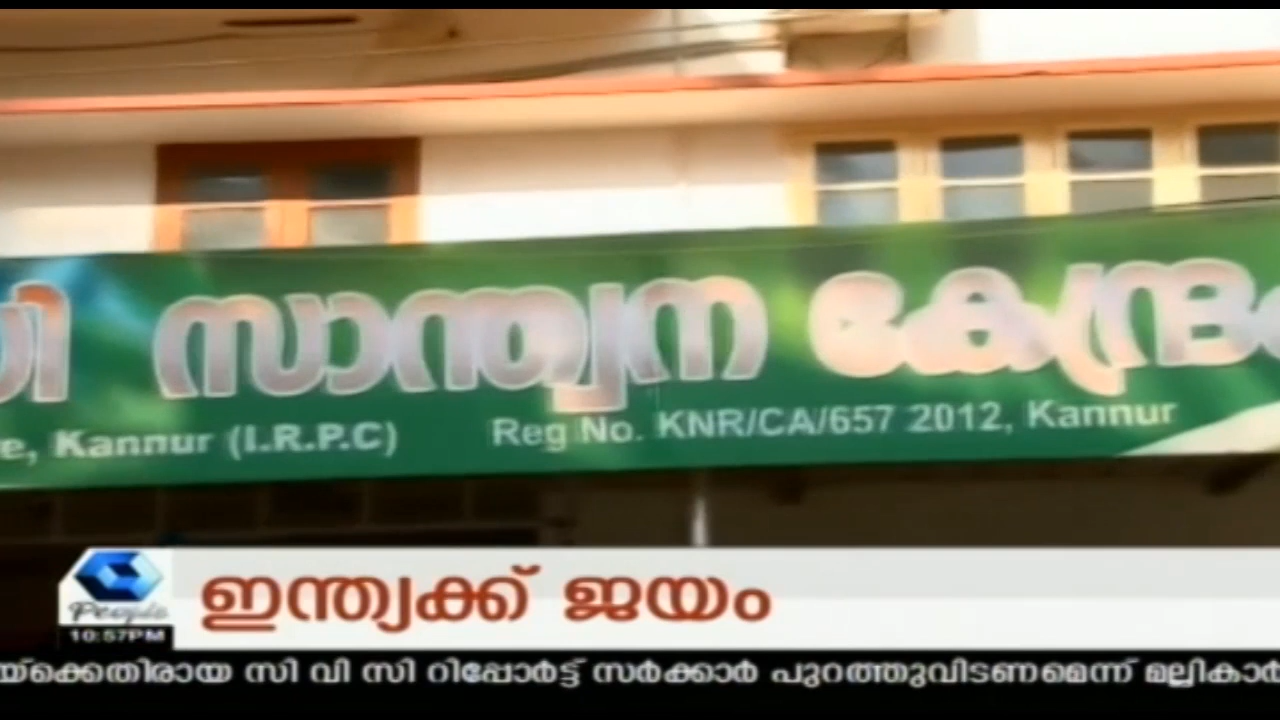 സാന്ത്വന കേന്ദ്രം
Kannur (I.R.P.C) Reg No. KNR/CA/657 2012, Kannur
ഇന്ത്യക്ക് ജയം
People
10:57PM
യ്ക്കെതിരായ സി വി സി റിപ്പോർട്ട് സർക്കാർ പുറത്തുവിടണമെന്ന് മല്ലികാർ